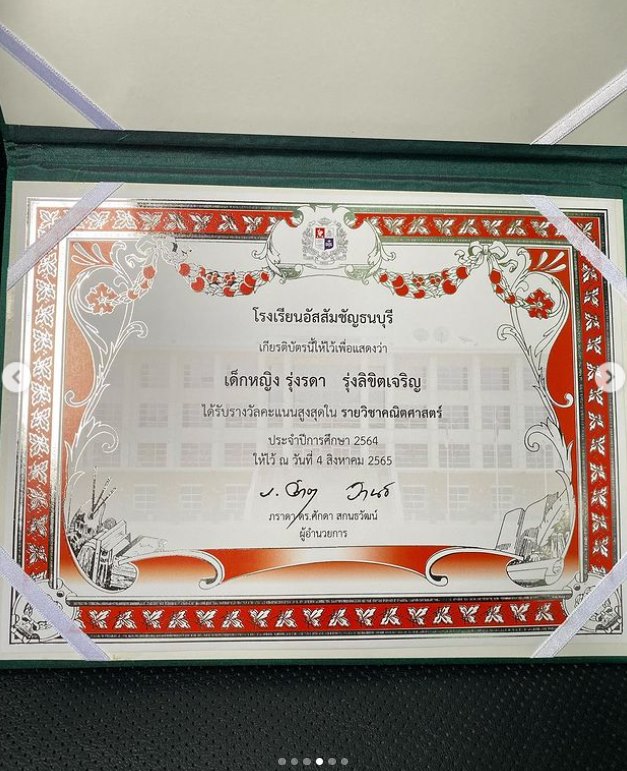 โรงเรียนอัสสัมชัญธนบุรี
เกียรติบัตรนี้ให้ไว้เพื่อแสดงว่า
เด็กหญิง รุ่งรดา รุ่งลิขิตเจริญ
ได้รับรางวัลคะแนนสูงสุดใน รายวิชาคณิตศาสตร์
ประจำปีการศึกษา 2564
ให้ไว้ ณ วันที่ 4 สิงหาคม 2565
ภราดา ดร.ศักดา สกนธวัฒน์
ผู้อำนวยการ